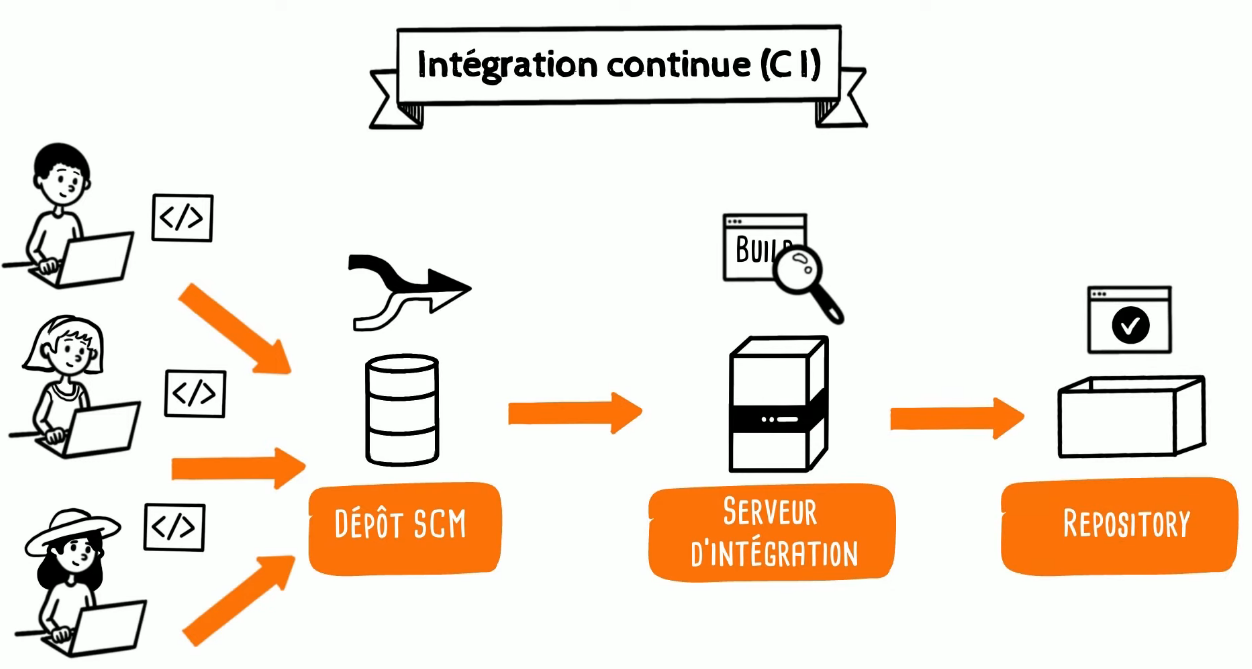 Intégration continue (C I)
</>
</>
</>
Build
Dépôt SCM
Serveur
d'intégration
Repository